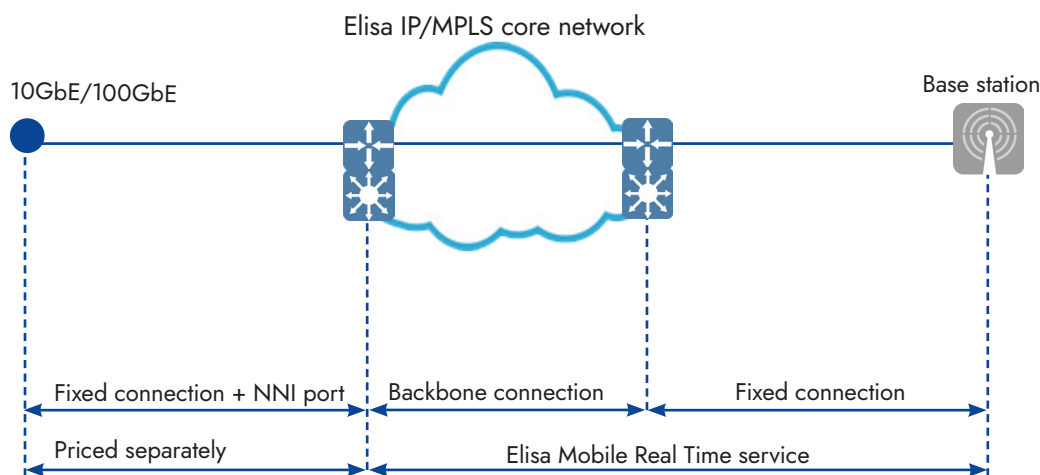 Elisa IP/MPLS core network
10GbE/100GbE
Base station
Fixed connection + NNI port
Backbone connection
Fixed connection
Priced separately
Elisa Mobile Real Time service